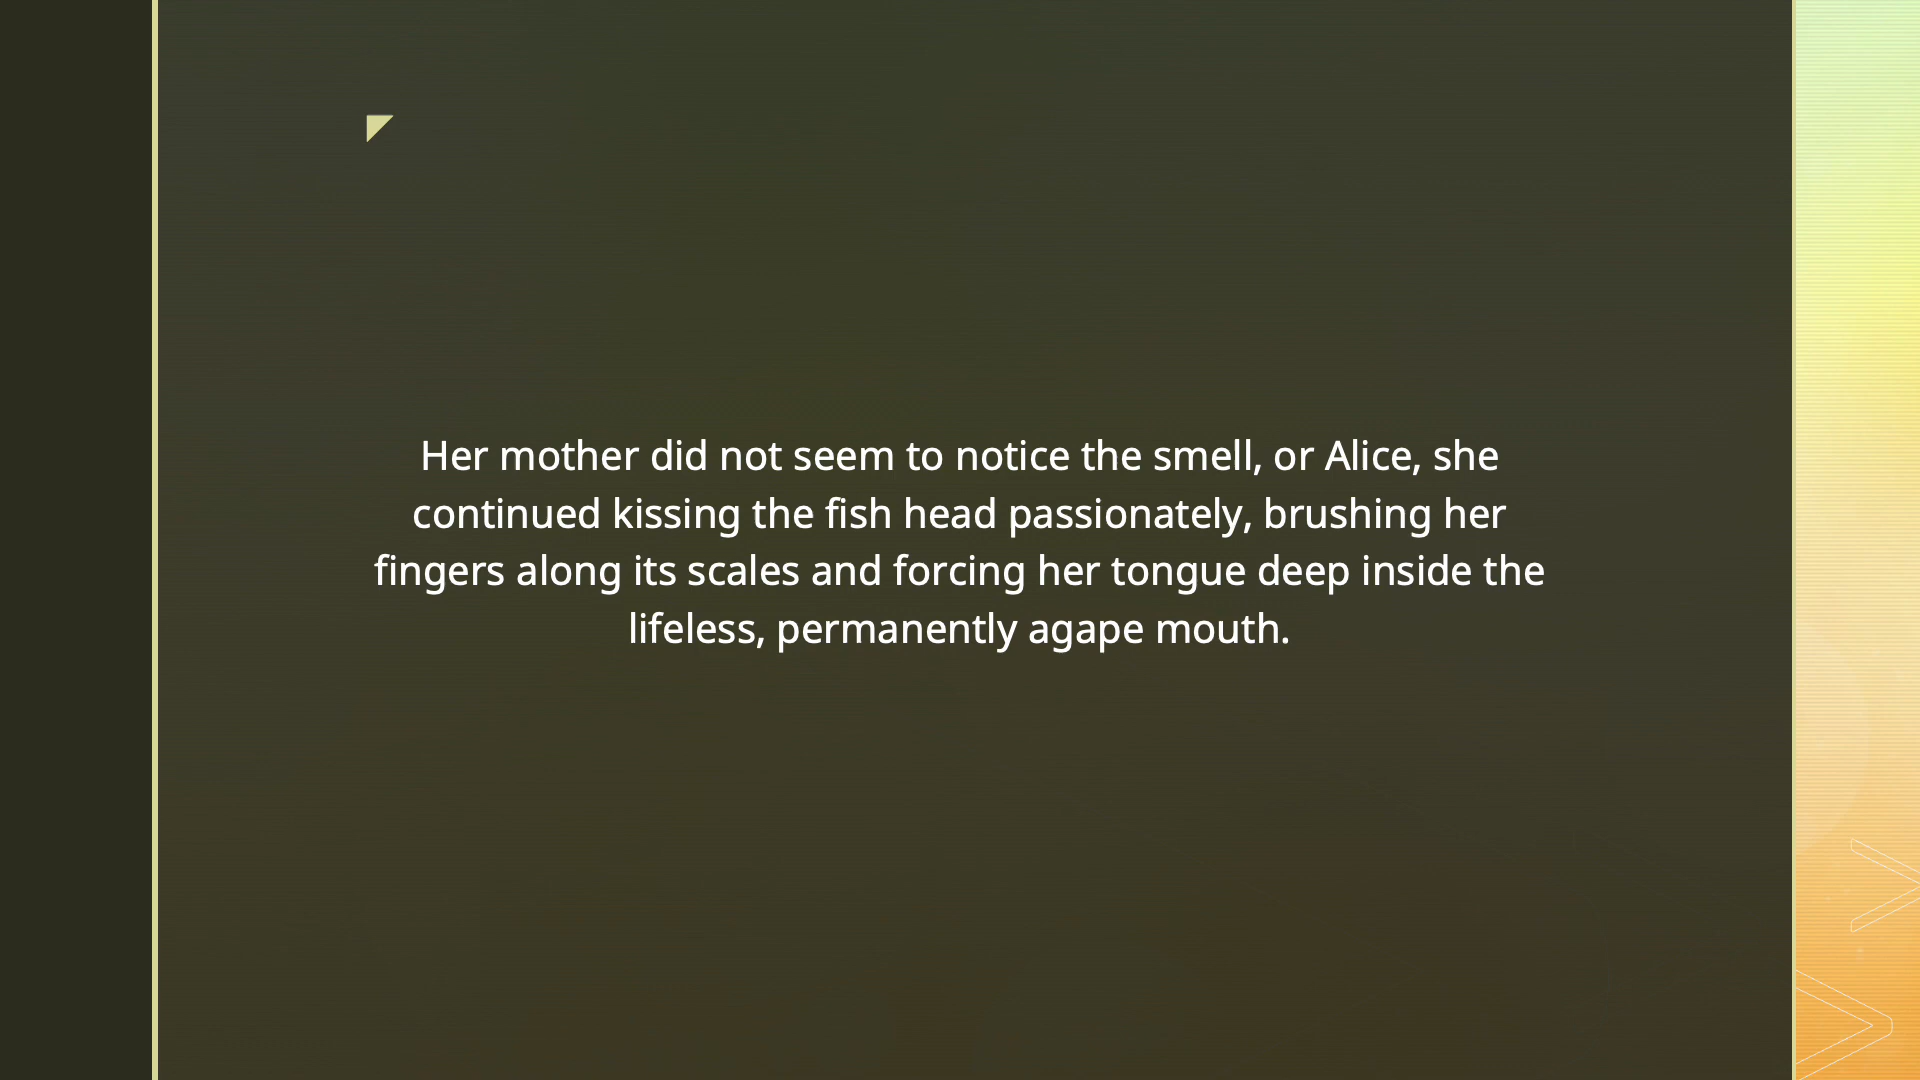 Her mother did not seem to notice the smell, or Alice, she
continued kissing the fish head passionately, brushing her
fingers along its scales and forcing her tongue deep inside the
lifeless, permanently agape mouth.